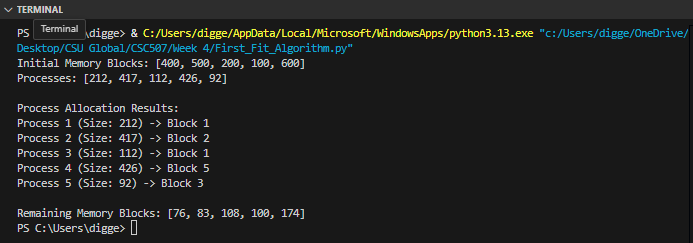 TERMINAL
PS C:\Users\digge> & C:/Users/digge/AppData/Local/Microsoft/WindowsApps/python3.13.exe "c:/Users/digge/OneDrive/
Terminal
Desktop/CSU Global/CSC507/Week 4/First_Fit_Algorithm.py"
Initial Memory Blocks: [400, 500, 200, 100, 600]
Processes: [212, 417, 112, 426, 92]
Process Allocation Results:
Process 1 (Size: 212) -> Block 1
Process 2 (Size: 417) -> Block 2
Process 3 (Size: 112) -> Block 1
Process 4 (Size: 426) -> Block 5
Process 5 (Size: 92) -> Block 3
Remaining Memory Blocks: [76, 83, 108, 100, 174]
PS C:\Users\digge>